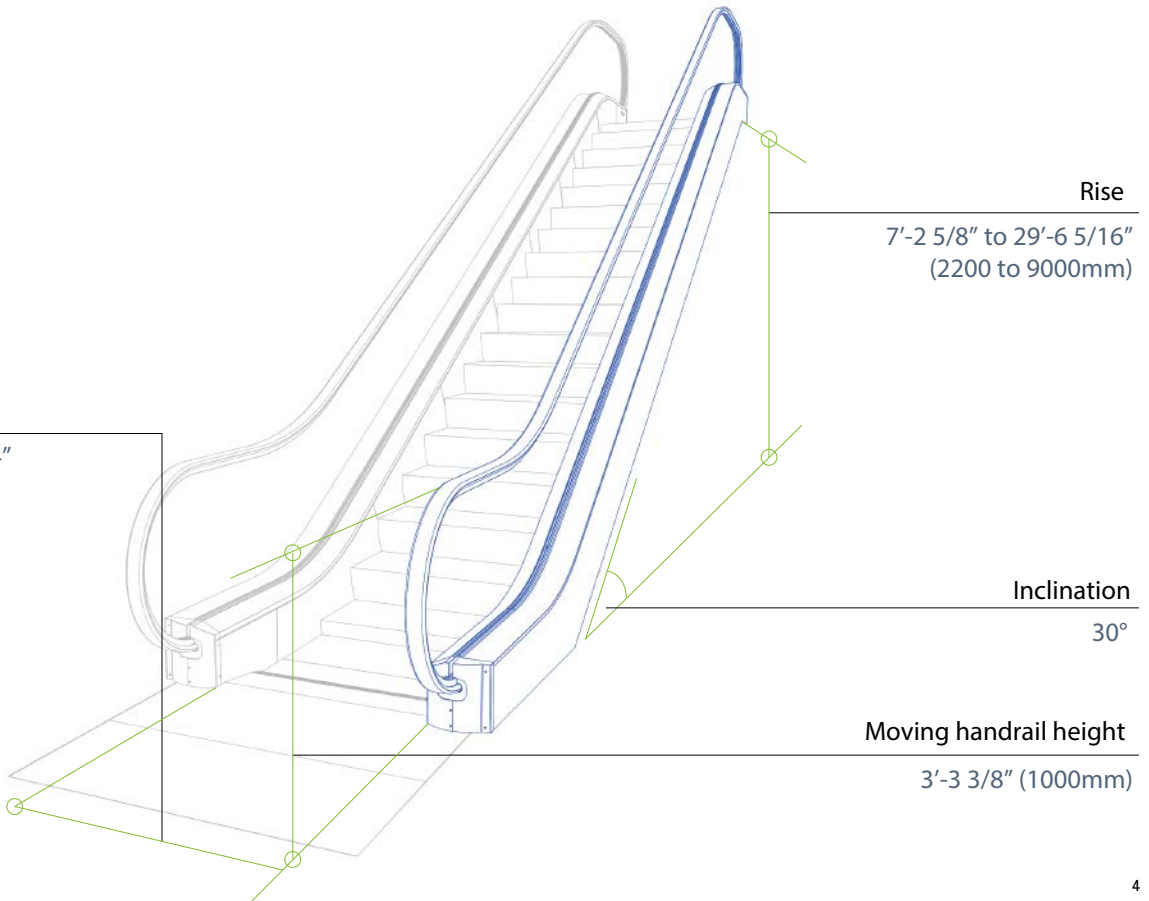 Rise
7’-2 5/8” to 29’-6 5/16”
(2200 to 9000mm)
Inclination
30°
Moving handrail height
3’-3 3/8” (1000mm)
4